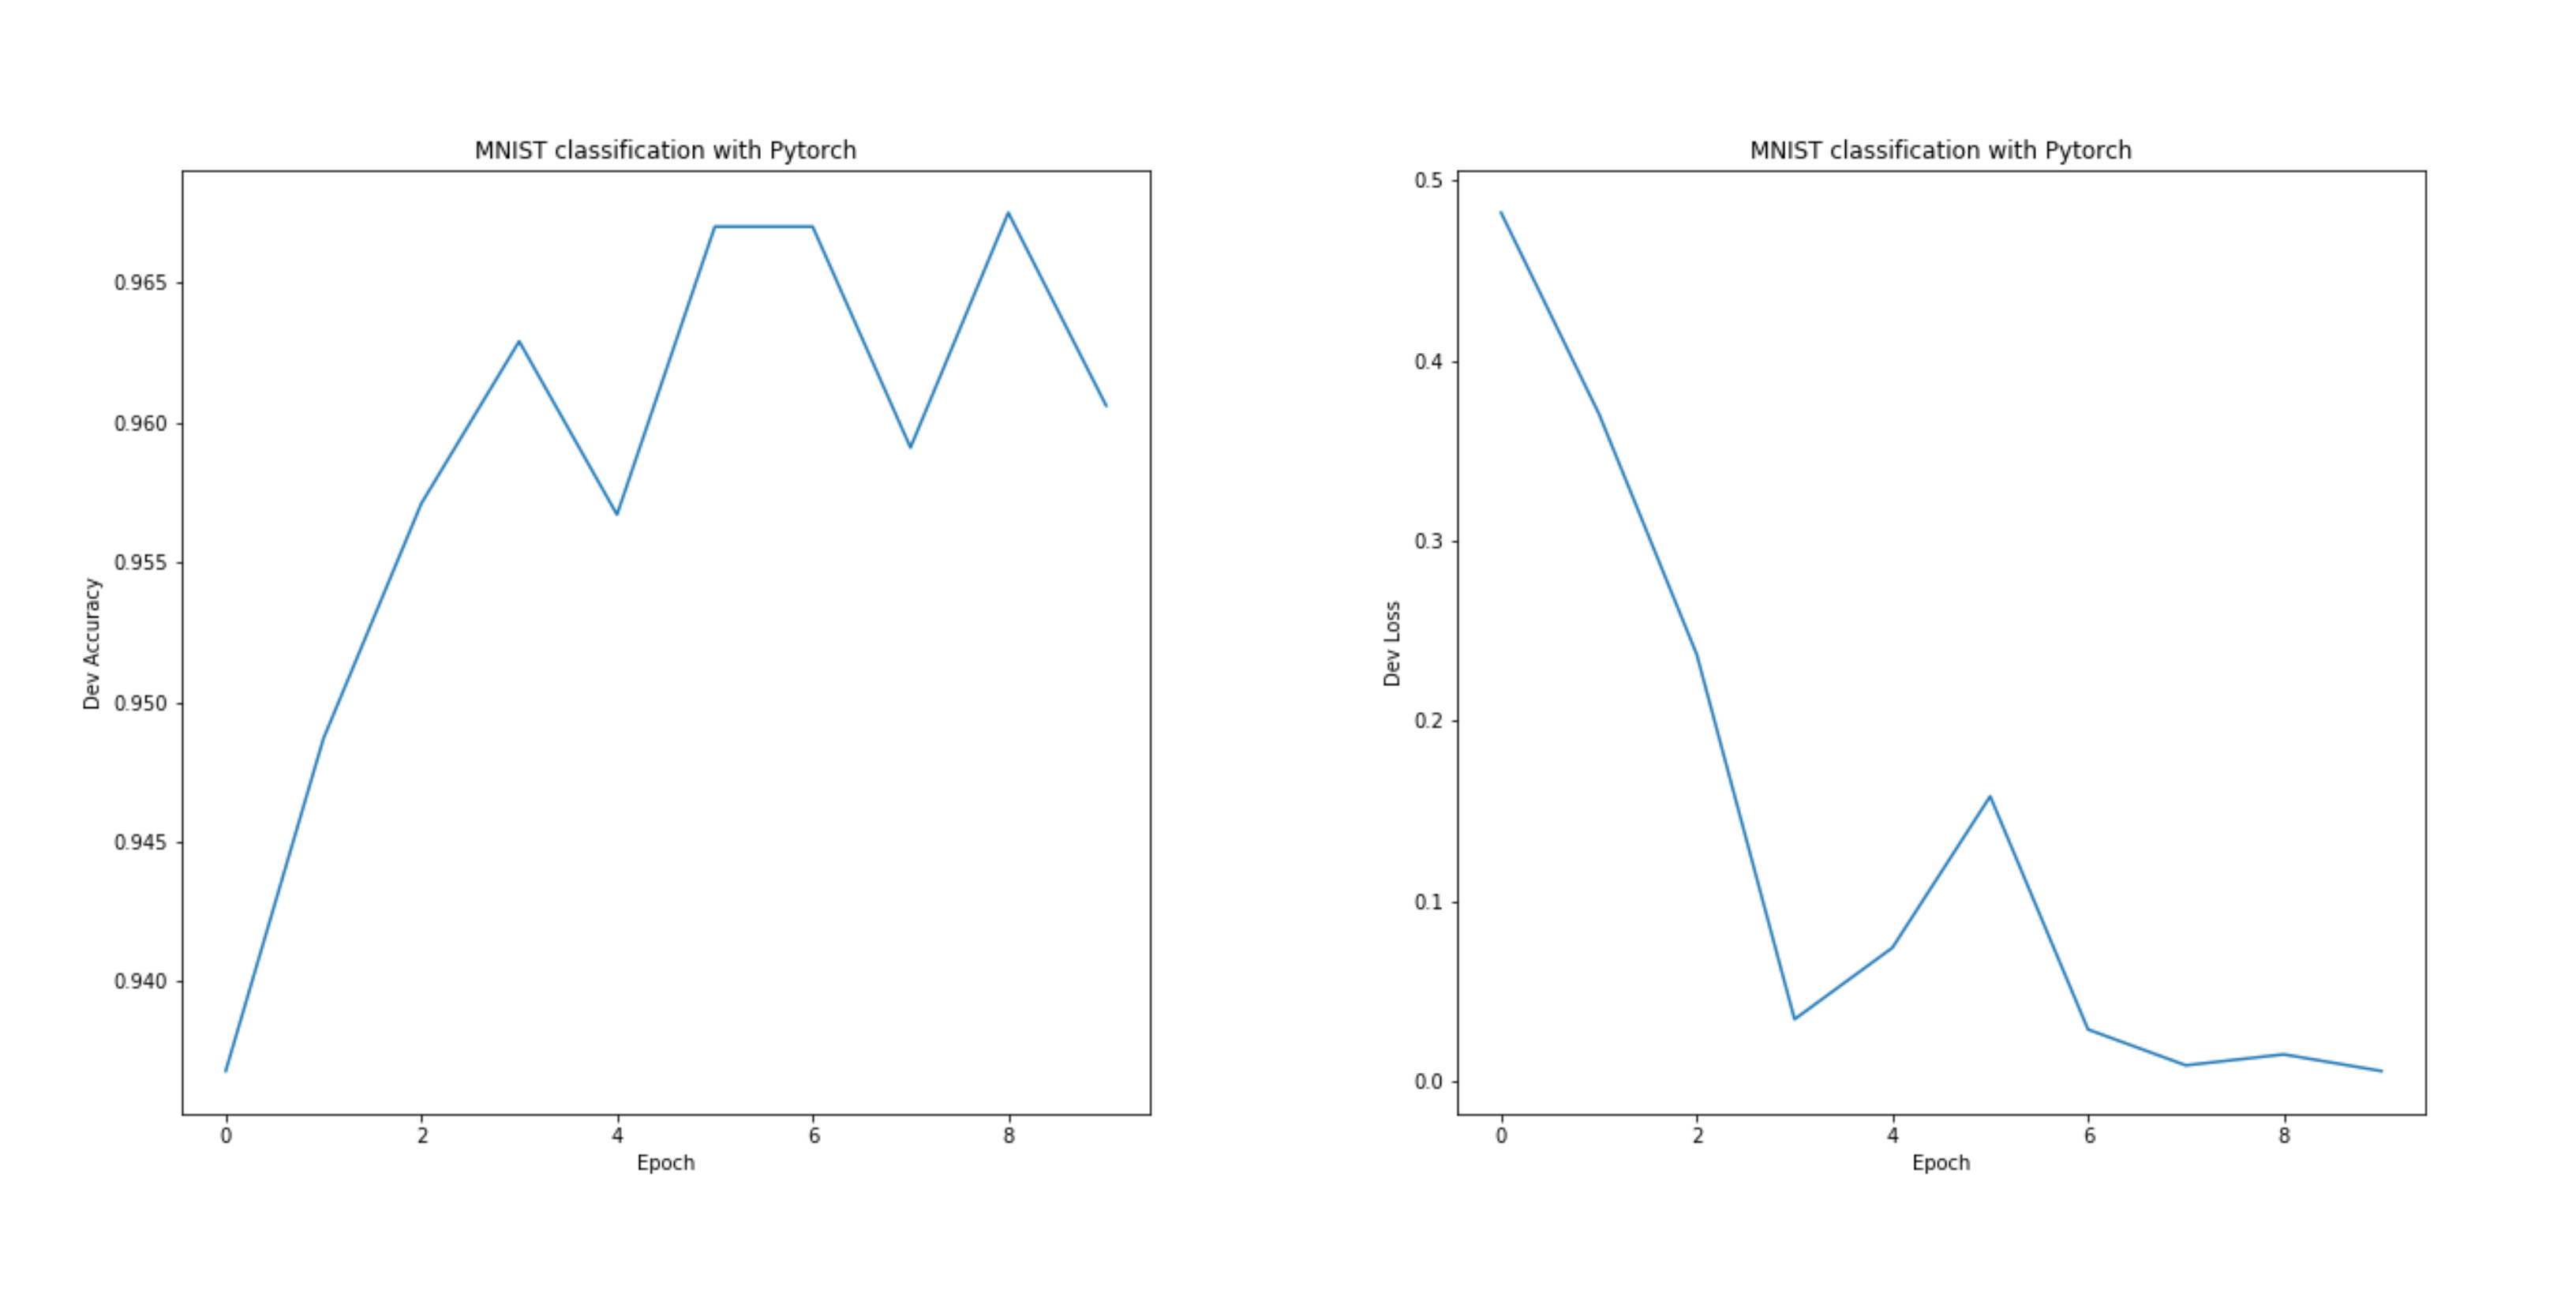 MNIST classification with Pytorch
0.965
0.960
0.955
0.950
0.945
0.940
Dev Accuracy
0 2 4 6 8
Epoch
MNIST classification with Pytorch
0.5
0.4
0.3
0.2
0.1
0.0
Dev Loss
0 2 4 6 8
Epoch